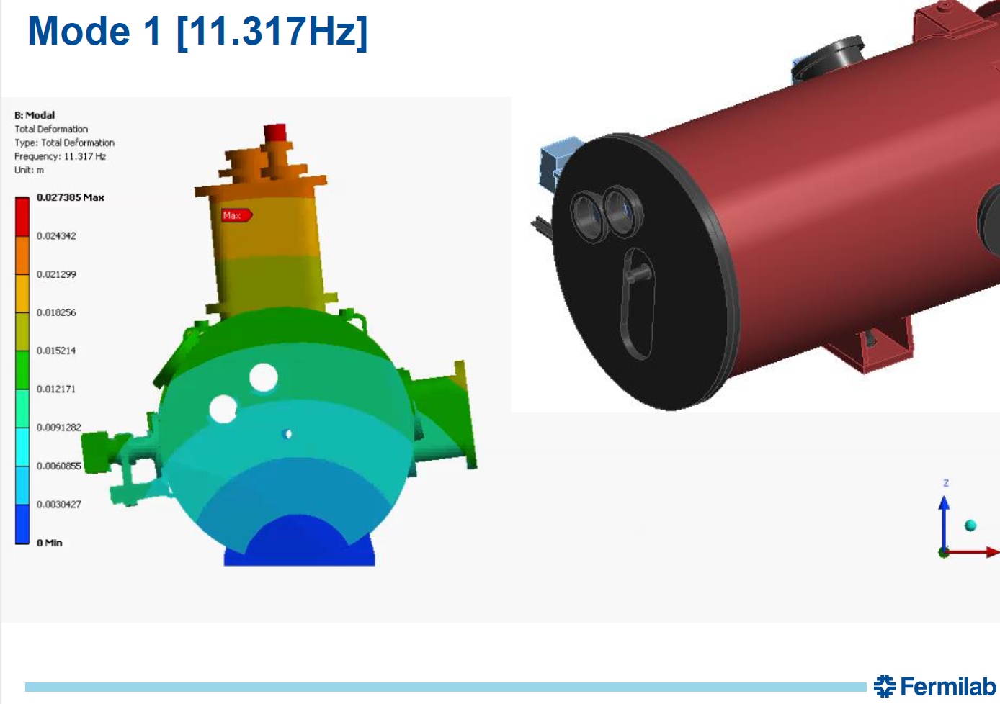 Mode 1 [11.317Hz]
B: Modal
Total Deformation
Type: Total Deformation
Frequency: 11.317 Hz
Unit: m
0.027385 Max
0.024342
0.021299
0.018256
0.015214
0.012171
0.0091282
0.0060855
0.0030427
0 Min
Max
Z
Fermilab